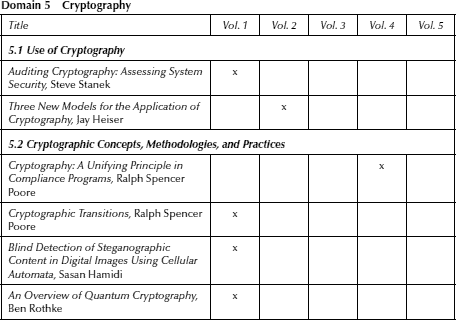 Domain 5 Cryptography
Title Vol. 1 Vol. 2 Vol. 3 Vol. 4 Vol. 5
5.1 Use of Cryptography
Auditing Cryptography: Assessing System x
Security, Steve Stanek
Three New Models for the Application of x
Cryptography, Jay Heiser
5.2 Cryptographic Concepts, Methodologies, and Practices
Cryptography: A Unifying Principle in x
Compliance Programs, Ralph Spencer
Poore
Cryptographic Transitions, Ralph Spencer x
Poore
Blind Detection of Steganographic x
Content in Digital Images Using Cellular
Automata, Sasan Hamidi
An Overview of Quantum Cryptography, x
Ben Rothke